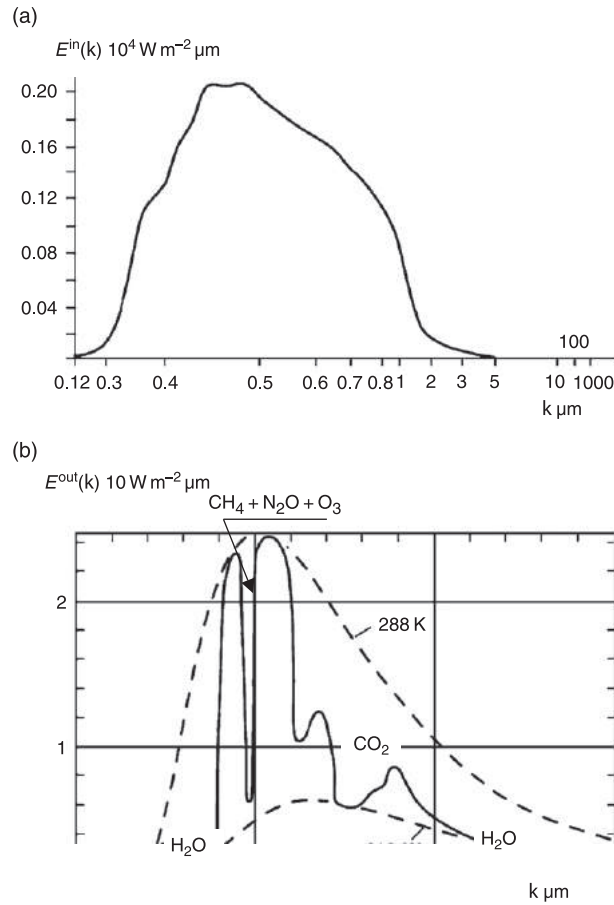 (a)
E^in(k) 10⁴ W m⁻² μm
0.20
0.16
0.12
0.08
0.04
100
0.12 0.3 0.4 0.5 0.6 0.7 0.8 1 2 3 5 10 1000
k μm
(b)
E^out(k) 10 W m⁻² μm
CH₄ + N₂O + O₃
2
288 K
1
CO₂
H₂O
H₂O
k μm